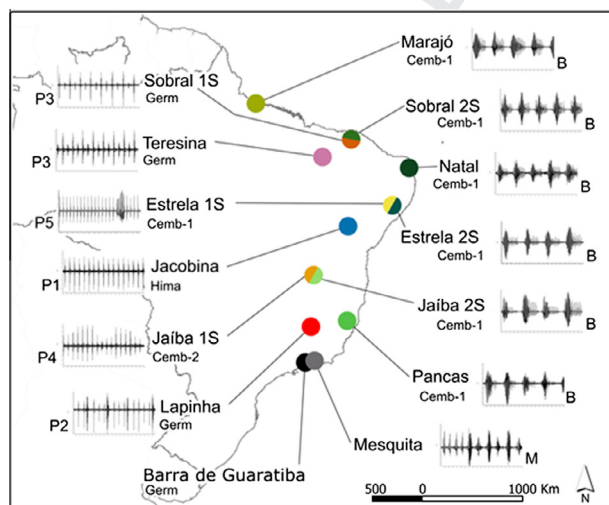 Marajó
Cemb-1
B
Sobral 1S
Germ
P3
Sobral 2S
Cemb-1
B
Teresina
Germ
P3
Natal
Cemb-1
B
Estrela 1S
Cemb-1
P5
Estrela 2S
Cemb-1
B
Jacobina
Hima
P1
Jaíba 2S
Cemb-1
B
Jaíba 1S
Cemb-2
P4
Pancas
Cemb-1
B
Lapinha
Germ
P2
Mesquita
M
Barra de Guaratiba
Germ
500 0 1000 Km
N